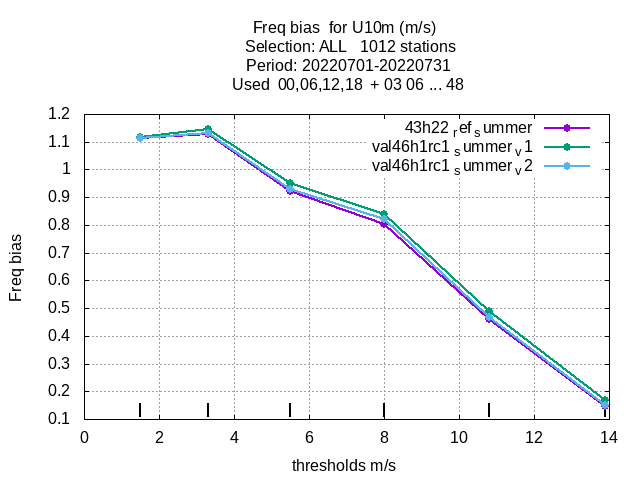 Freq bias  for U10m (m/s)
Selection: ALL   1012 stations
Period: 20220701-20220731
Used  00,06,12,18  + 03 06 ... 48
1.2
1.1
1
0.9
0.8
0.7
0.6
0.5
0.4
0.3
0.2
0.1
Freq bias
43h22 ref summer
val46h1rc1 summer v1
val46h1rc1 summer v2
0 2 4 6 8 10 12 14
thresholds m/s